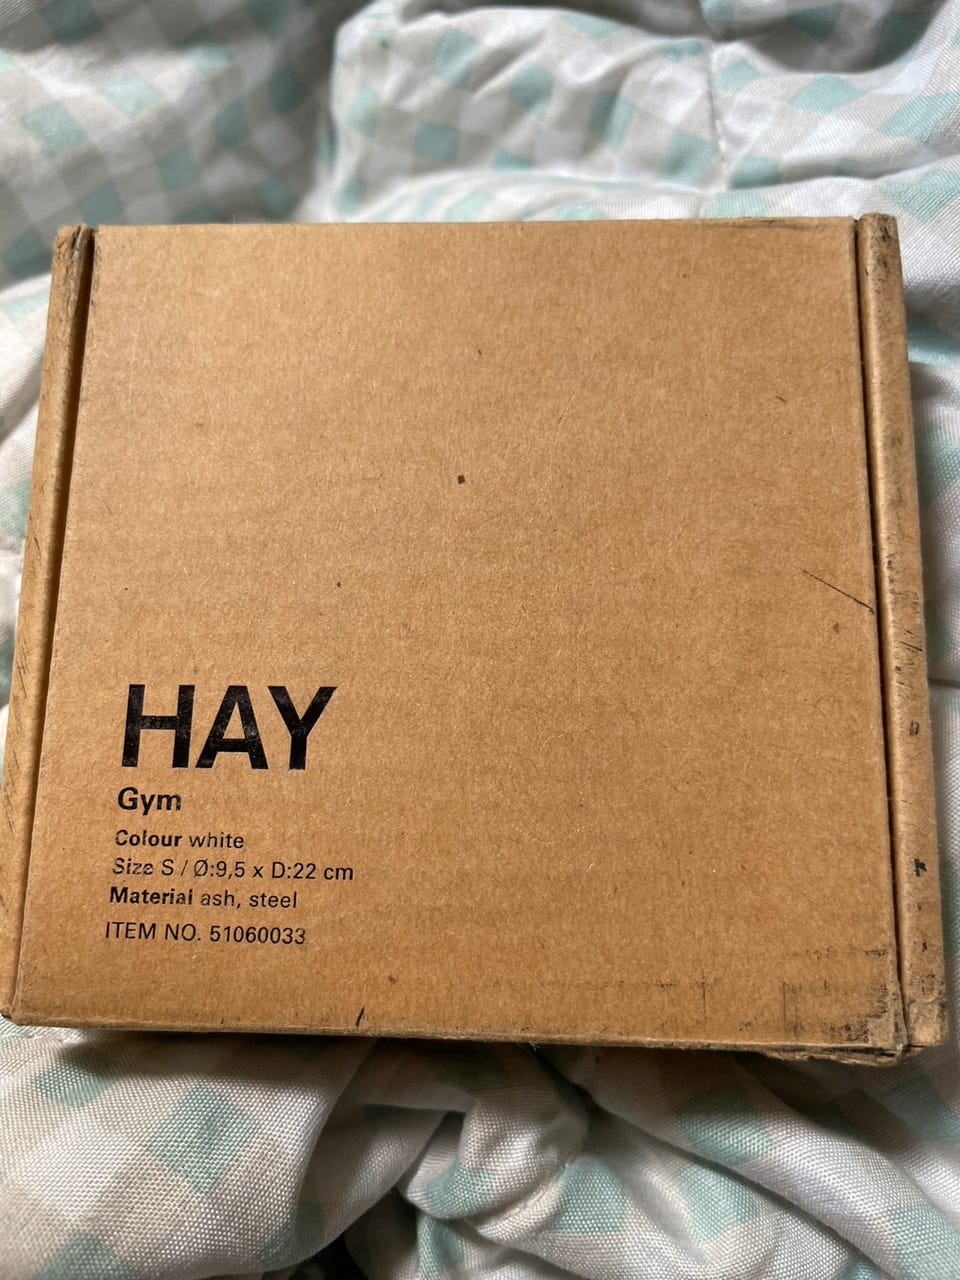 HAY
Gym
Colour white
Size S / Ø:9,5 x D:22 cm
Material ash, steel
ITEM NO. 51060033